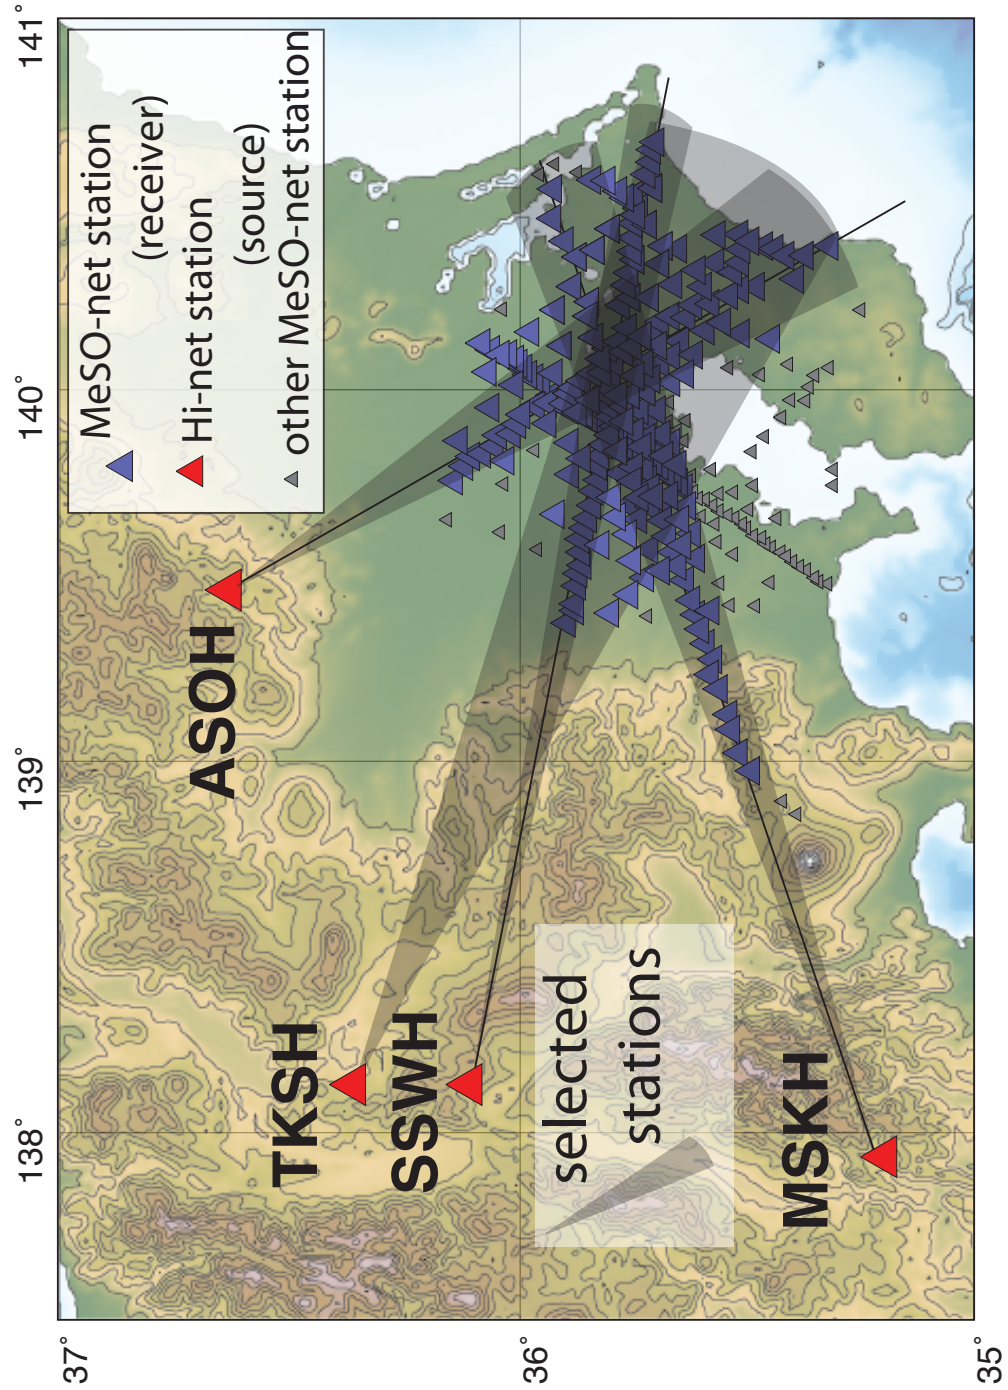 MeSO-net station
(receiver)
Hi-net station
(source)
other MeSO-net station
ASOH
TKSH
SSWH
selected
stations
MSKH
138°
139°
140°
141°
37°
36°
35°